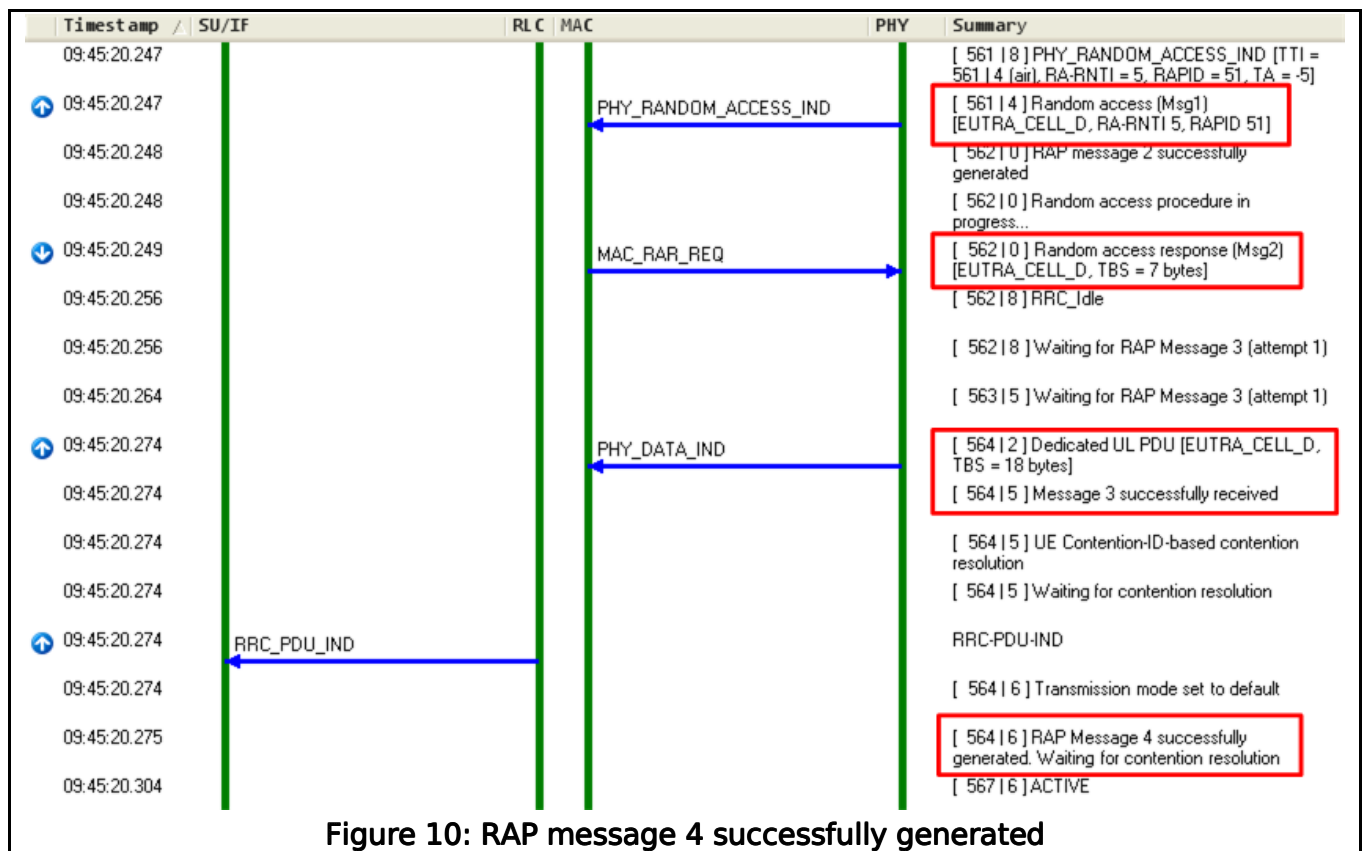 Timestamp / SU/IF RLC MAC PHY Summary
09:45:20.247 [ 561 | 8 ] PHY_RANDOM_ACCESS_IND [TTI =
561 | 4 (air), RA-RNTI = 5, RAPID = 51, TA = -5]
09:45:20.247 PHY_RANDOM_ACCESS_IND [ 561 | 4 ] Random access (Msg1)
[EUTRA_CELL_D, RA-RNTI 5, RAPID 51]
09:45:20.248 [ 562 | 0 ] RAP message 2 successfully
generated
09:45:20.248 [ 562 | 0 ] Random access procedure in
progress...
09:45:20.249 MAC_RAR_REQ [ 562 | 0 ] Random access response (Msg2)
[EUTRA_CELL_D, TBS = 7 bytes]
09:45:20.256 [ 562 | 8 ] RRC_Idle
09:45:20.256 [ 562 | 8 ] Waiting for RAP Message 3 (attempt 1)
09:45:20.264 [ 563 | 5 ] Waiting for RAP Message 3 (attempt 1)
09:45:20.274 PHY_DATA_IND [ 564 | 2 ] Dedicated UL PDU [EUTRA_CELL_D,
TBS = 18 bytes]
09:45:20.274 [ 564 | 5 ] Message 3 successfully received
09:45:20.274 [ 564 | 5 ] UE Contention-ID-based contention
resolution
09:45:20.274 [ 564 | 5 ] Waiting for contention resolution
09:45:20.274 RRC_PDU_IND RRC-PDU-IND
09:45:20.274 [ 564 | 6 ] Transmission mode set to default
09:45:20.275 [ 564 | 6 ] RAP Message 4 successfully
generated. Waiting for contention resolution
09:45:20.304 [ 567 | 6 ] ACTIVE
Figure 10: RAP message 4 successfully generated